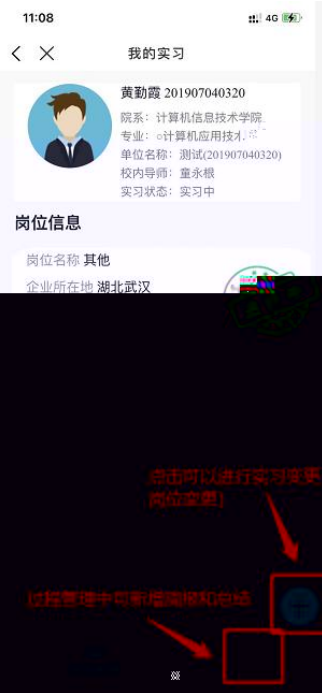 11:08
4G
我的实习
黄勤霞 201907040320
院系：计算机信息技术学院
专业：○计算机应用技术
单位名称：测试(201907040320)
校内导师：童永根
实习状态：实习中
岗位信息
岗位名称 其他
企业所在地 湖北武汉
点击可以进行实习变更
岗位变更]
过程管理中可新增周报和总结